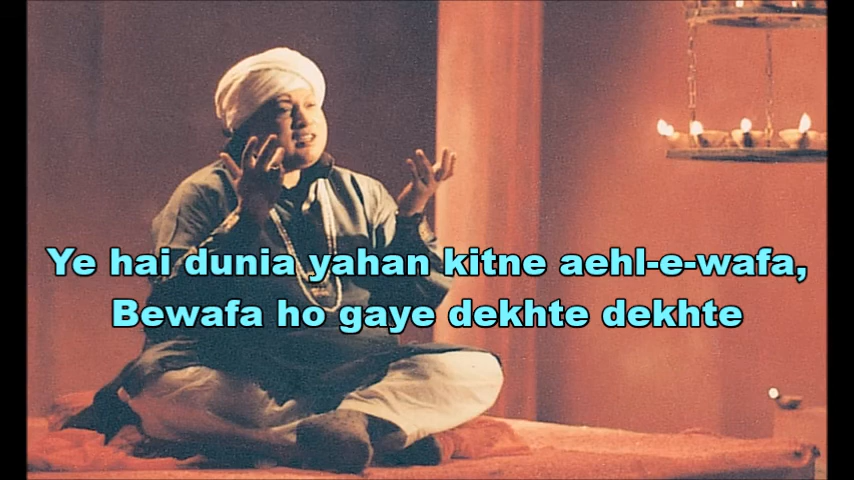 Ye hai dunia yahan kitne aehl-e-wafa,
Bewafa ho gaye dekhte dekhte